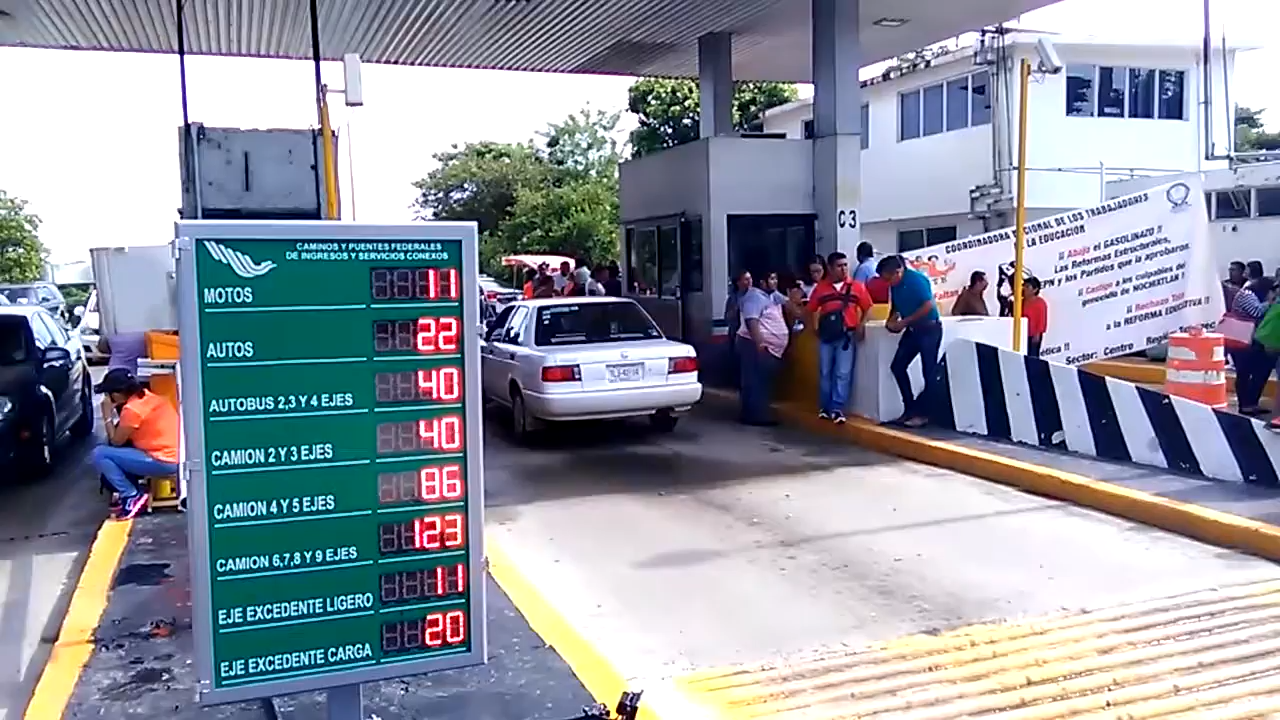 CAMINOS Y PUENTES FEDERALES
DE INGRESOS Y SERVICIOS CONEXOS
MOTOS 11
AUTOS 22
AUTOBUS 2,3 Y 4 EJES 40
CAMION 2 Y 3 EJES 40
CAMION 4 Y 5 EJES 86
CAMION 6,7,8 Y 9 EJES 123
EJE EXCEDENTE LIGERO 11
EJE EXCEDENTE CARGA 20
C3
COORDINADORA DE LOS TRABAJADORES
LA EDUCACION
¡¡ Abajo el GASOLINAZO !!
Las Reformas Estructurales,
EPN y los Partidos que la aprobaron
¡¡ Castigo a los culpables del
genocidio de NOCHIXTLAN !
¡¡ Rechazo Total
a la REFORMA EDUCATIVA !!
Faltan
Sector: Centro